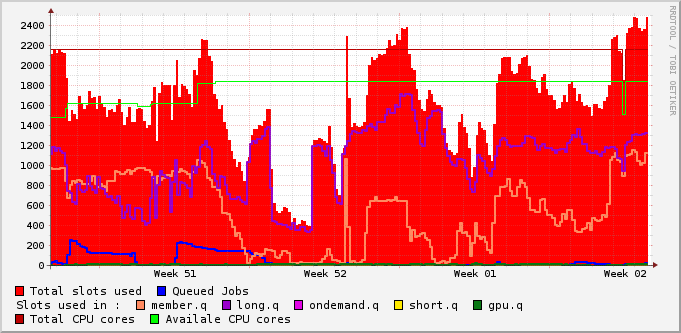 2400
2200
2000
1800
1600
1400
1200
1000
800
600
400
200
0
Week 51 Week 52 Week 01 Week 02
RRDTOOL / TOBI OETIKER
Total slots used Queued Jobs
Slots used in : member.q long.q ondemand.q short.q gpu.q
Total CPU cores Availale CPU cores